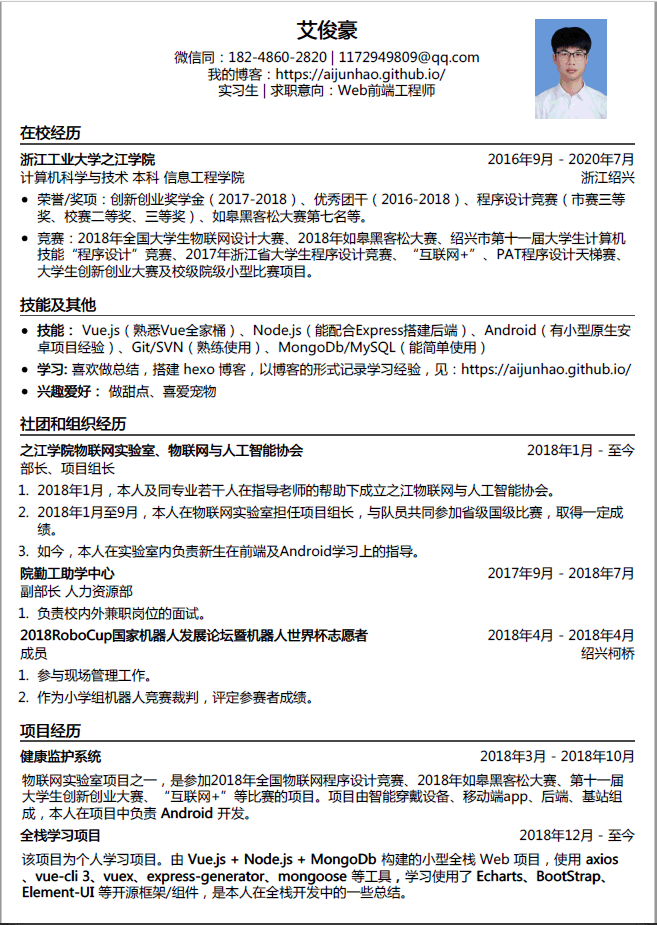 艾俊豪
微信同：182-4860-2820 | 1172949809@qq.com
我的博客：https://aijunhao.github.io/
实习生 | 求职意向：Web前端工程师
在校经历
浙江工业大学之江学院 2016年9月 - 2020年7月
计算机科学与技术 本科 信息工程学院 浙江绍兴
• 荣誉/奖项：创新创业奖学金（2017-2018）、优秀团干（2016-2018）、程序设计竞赛（市赛三等
奖、校赛二等奖、三等奖）、如皋黑客松大赛第七名等。
• 竞赛：2018年全国大学生物联网设计大赛、2018年如皋黑客松大赛、绍兴市第十一届大学生计算机
技能“程序设计”竞赛、2017年浙江省大学生程序设计竞赛、“互联网+”、PAT程序设计天梯赛、
大学生创新创业大赛及校级院级小型比赛项目。
技能及其他
• 技能： Vue.js（熟悉Vue全家桶）、Node.js（能配合Express搭建后端）、Android（有小型原生安
卓项目经验）、Git/SVN（熟练使用）、MongoDb/MySQL（能简单使用）
• 学习: 喜欢做总结，搭建 hexo 博客，以博客的形式记录学习经验，见：https://aijunhao.github.io/
• 兴趣爱好： 做甜点、喜爱宠物
社团和组织经历
之江学院物联网实验室、物联网与人工智能协会 2018年1月 - 至今
部长、项目组长
1. 2018年1月，本人及同专业若干人在指导老师的帮助下成立之江物联网与人工智能协会。
2. 2018年1月至9月，本人在物联网实验室担任项目组长，与队员共同参加省级国级比赛，取得一定成
绩。
3. 如今，本人在实验室内负责新生在前端及Android学习上的指导。
院勤工助学中心 2017年9月 - 2018年7月
副部长 人力资源部
1. 负责校内外兼职岗位的面试。
2018RoboCup国家机器人发展论坛暨机器人世界杯志愿者 2018年4月 - 2018年4月
成员 绍兴柯桥
1. 参与现场管理工作。
2. 作为小学组机器人竞赛裁判，评定参赛者成绩。
项目经历
健康监护系统 2018年3月 - 2018年10月
物联网实验室项目之一，是参加2018年全国物联网程序设计竞赛、2018年如皋黑客松大赛、第十一届
大学生创新创业大赛、“互联网+”等比赛的项目。项目由智能穿戴设备、移动端app、后端、基站组
成，本人在项目中负责 Android 开发。
全栈学习项目 2018年12月 - 至今
该项目为个人学习项目。由 Vue.js + Node.js + MongoDb 构建的小型全栈 Web 项目，使用 axios
、vue-cli 3、vuex、express-generator、mongoose 等工具，学习使用了 Echarts、BootStrap、
Element-UI 等开源框架/组件，是本人在全栈开发中的一些总结。